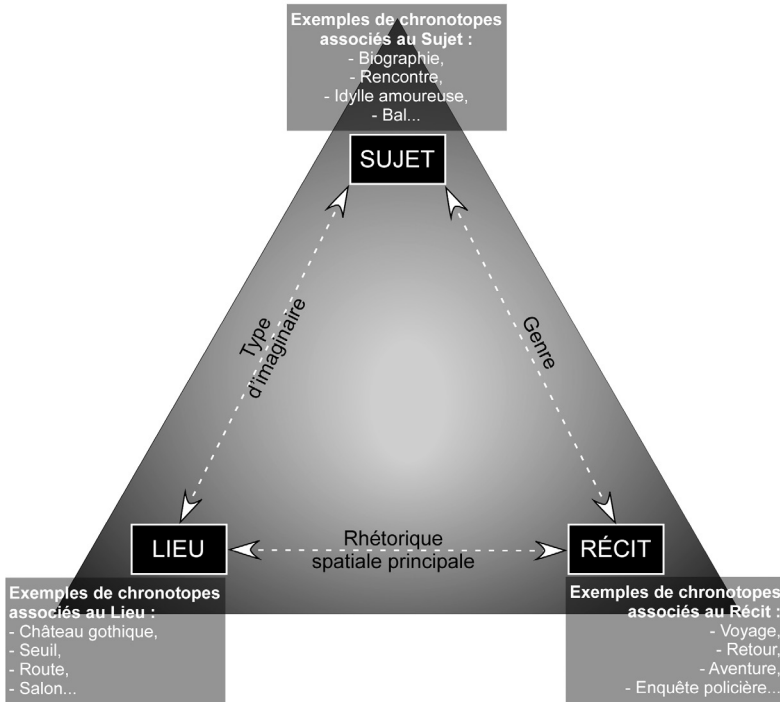 Exemples de chronotopes
associés au Sujet :
- Biographie,
- Rencontre,
- Idylle amoureuse,
- Bal...
SUJET
Type
d'imaginaire
Genre
LIEU
Rhétorique
spatiale principale
RÉCIT
Exemples de chronotopes
associés au Lieu :
- Château gothique,
- Seuil,
- Route,
- Salon...
Exemples de chronotopes
associés au Récit :
- Voyage,
- Retour,
- Aventure,
- Enquête policière...